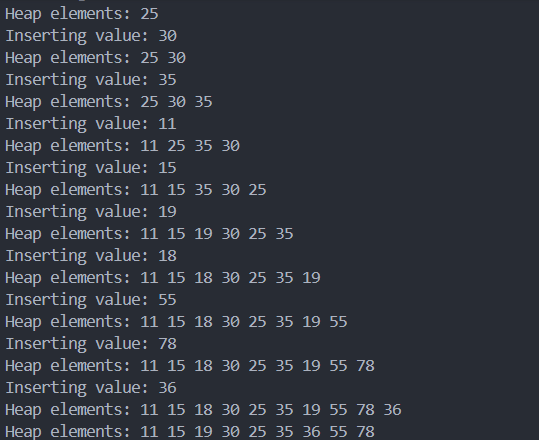 Heap elements: 25
Inserting value: 30
Heap elements: 25 30
Inserting value: 35
Heap elements: 25 30 35
Inserting value: 11
Heap elements: 11 25 35 30
Inserting value: 15
Heap elements: 11 15 35 30 25
Inserting value: 19
Heap elements: 11 15 19 30 25 35
Inserting value: 18
Heap elements: 11 15 18 30 25 35 19
Inserting value: 55
Heap elements: 11 15 18 30 25 35 19 55
Inserting value: 78
Heap elements: 11 15 18 30 25 35 19 55 78
Inserting value: 36
Heap elements: 11 15 18 30 25 35 19 55 78 36
Heap elements: 11 15 19 30 25 35 36 55 78